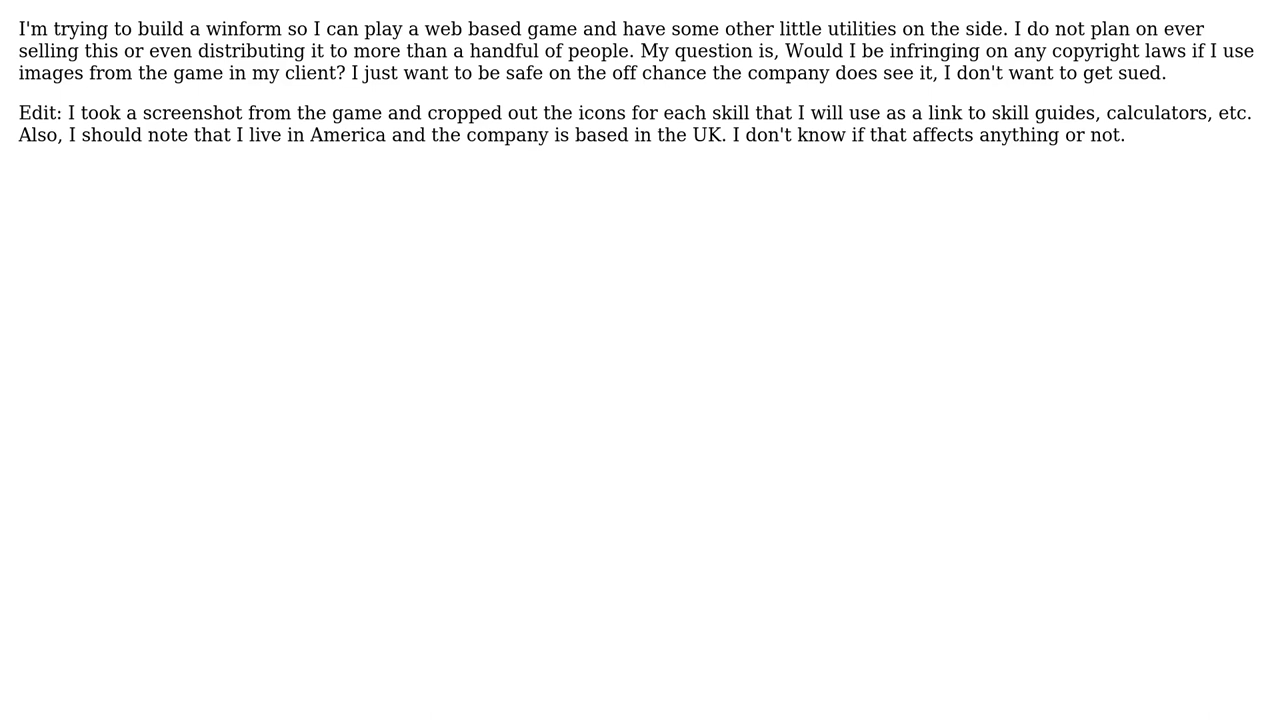 I'm trying to build a winform so I can play a web based game and have some other little utilities on the side. I do not plan on ever
selling this or even distributing it to more than a handful of people. My question is, Would I be infringing on any copyright laws if I use
images from the game in my client? I just want to be safe on the off chance the company does see it, I don't want to get sued.
Edit: I took a screenshot from the game and cropped out the icons for each skill that I will use as a link to skill guides, calculators, etc.
Also, I should note that I live in America and the company is based in the UK. I don't know if that affects anything or not.